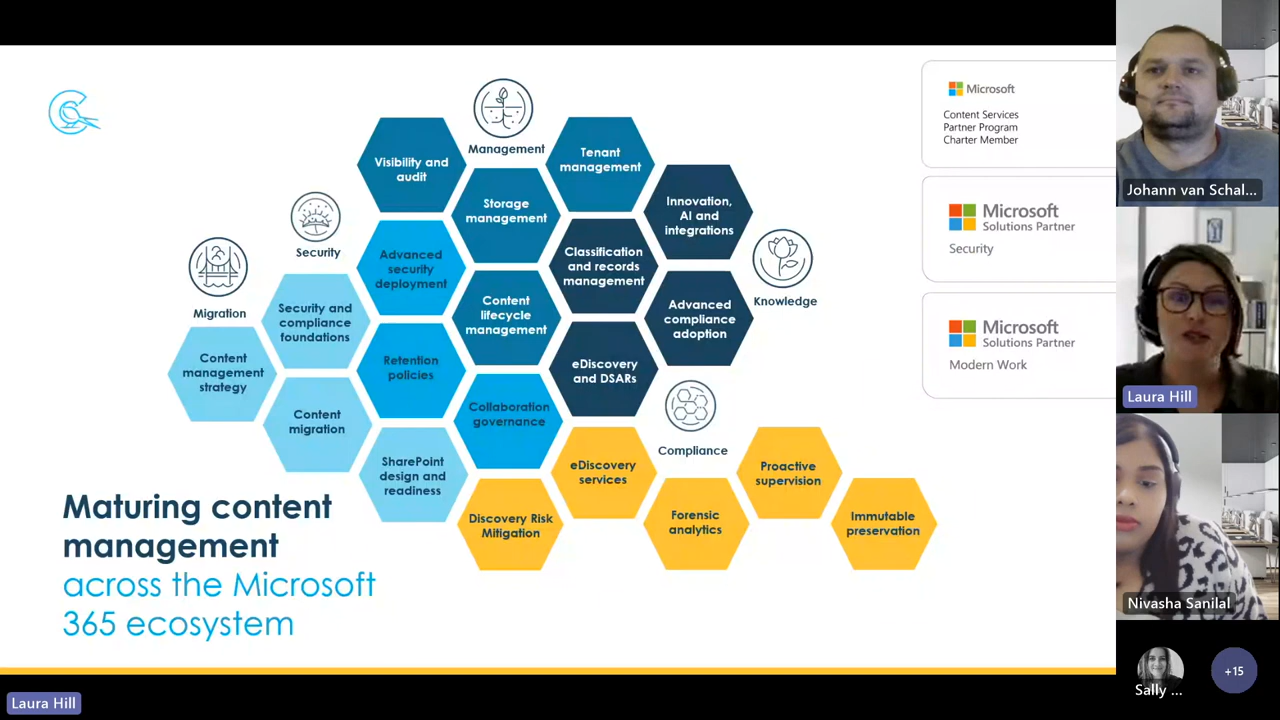 Management
Visibility and
audit
Tenant
management
Storage
management
Innovation,
AI and
integrations
Security
Advanced
security
deployment
Classification
and records
management
Knowledge
Migration
Security and
compliance
foundations
Content
lifecycle
management
Advanced
compliance
adoption
Content
management
strategy
Retention
policies
eDiscovery
and DSARs
Content
migration
Collaboration
governance
Compliance
SharePoint
design and
readiness
eDiscovery
services
Proactive
supervision
Discovery Risk
Mitigation
Forensic
analytics
Immutable
preservation
Maturing content
management
across the Microsoft
365 ecosystem
Microsoft
Content Services
Partner Program
Charter Member
Microsoft
Solutions Partner
Security
Microsoft
Solutions Partner
Modern Work
Johann van Schal...
Laura Hill
Nivasha Sanilal
Sally ...
+15
Laura Hill